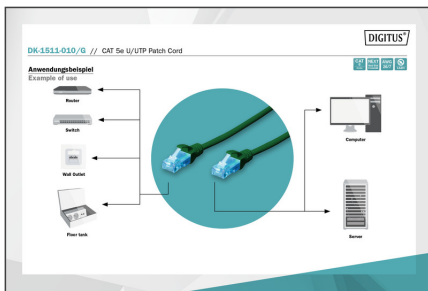 DIGITUS®
DK-1511-010/G // CAT 5e U/UTP Patch Cord
Anwendungsbeispiel
Example of use
Router
Switch
Wall Outlet
Floor tank
Computer
Server